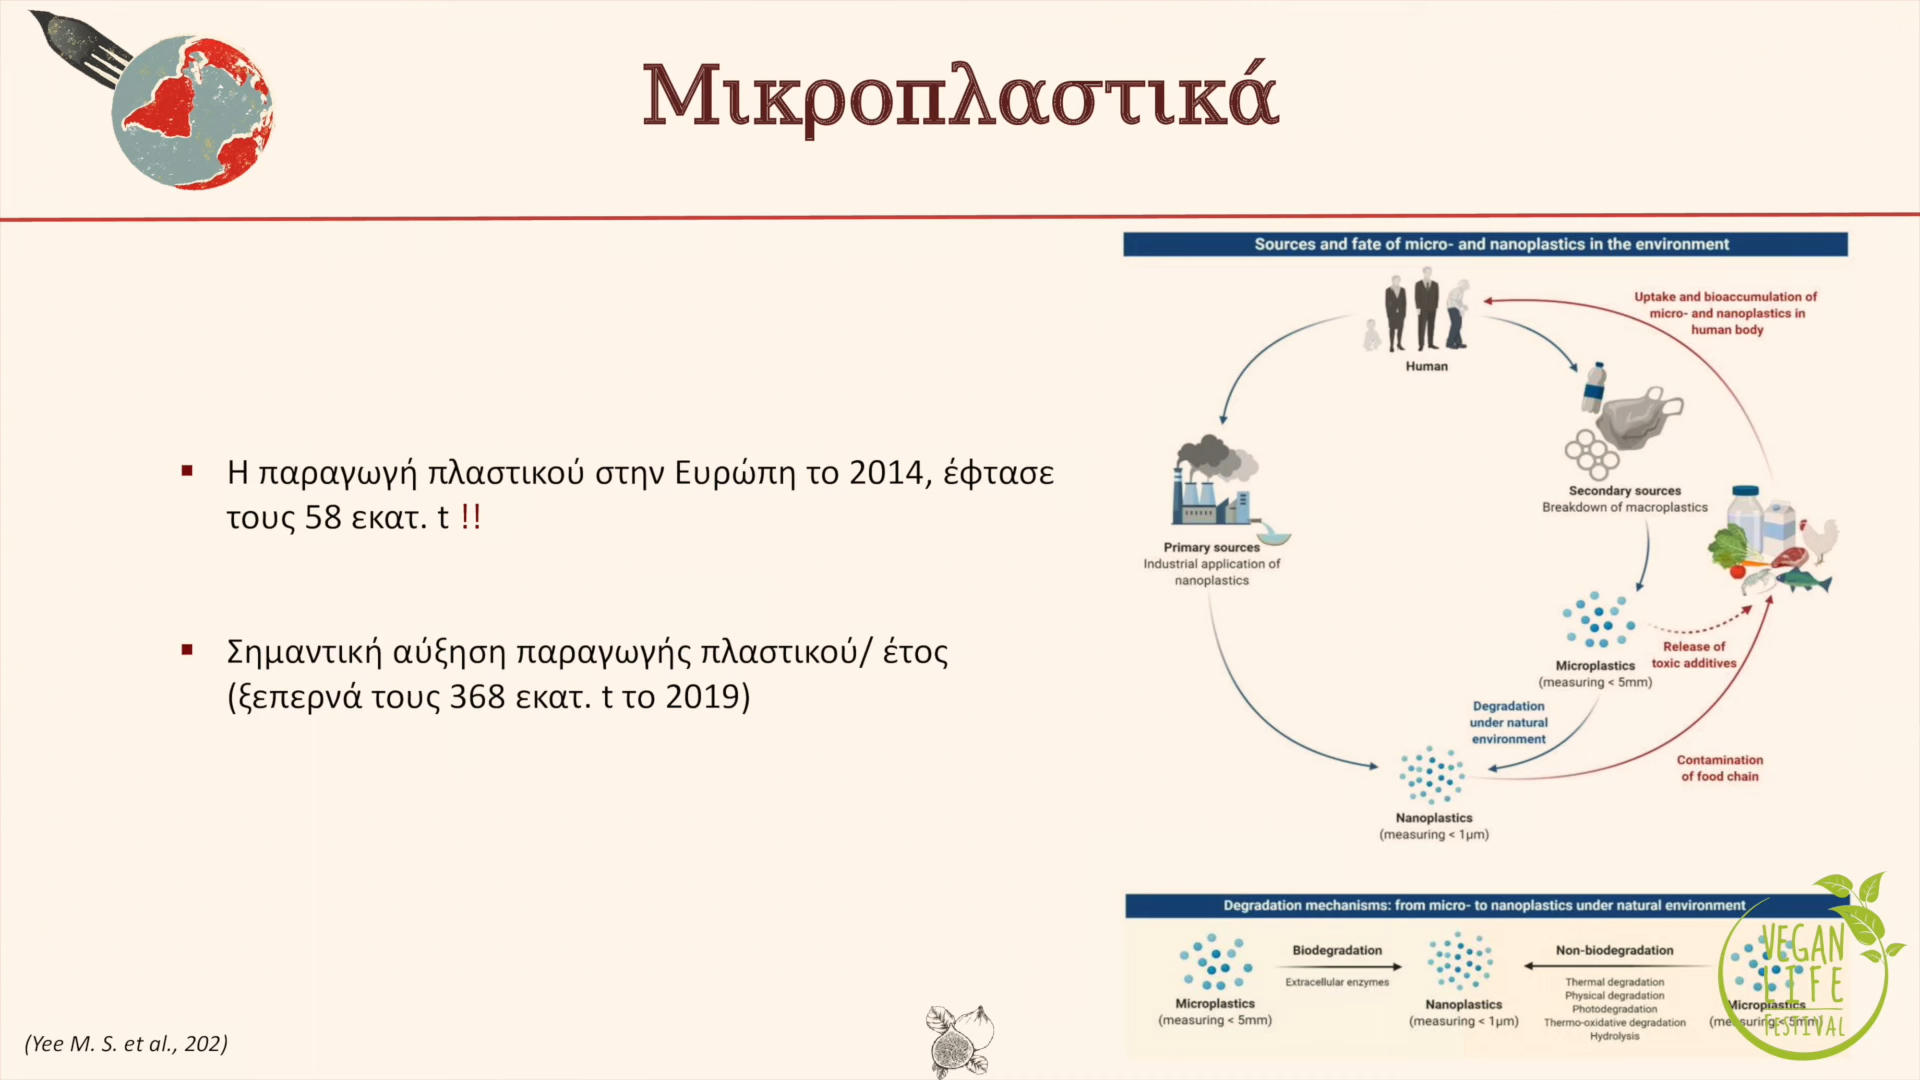 Μικροπλαστικά
Η παραγωγή πλαστικού στην Ευρώπη το 2014, έφτασε
τους 58 εκατ. t !!
Σημαντική αύξηση παραγωγής πλαστικού/ έτος
(ξεπερνά τους 368 εκατ. t το 2019)
(Yee M. S. et al., 202)
Sources and fate of micro- and nanoplastics in the environment
Uptake and bioaccumulation of
micro- and nanoplastics in
human body
Human
Secondary sources
Breakdown of macroplastics
Primary sources
Industrial application of
nanoplastics
Release of
toxic additives
Microplastics
(measuring < 5mm)
Degradation
under natural
environment
Contamination
of food chain
Nanoplastics
(measuring < 1μm)
Degradation mechanisms: from micro- to nanoplastics under natural environment
Biodegradation
Extracellular enzymes
Non-biodegradation
Thermal degradation
Physical degradation
Photodegradation
Thermo-oxidative degradation
Hydrolysis
Microplastics
(measuring < 5mm)
Nanoplastics
(measuring < 1μm)
Microplastics
(measuring < 5mm)
VEGAN
LIFE
FESTIVAL